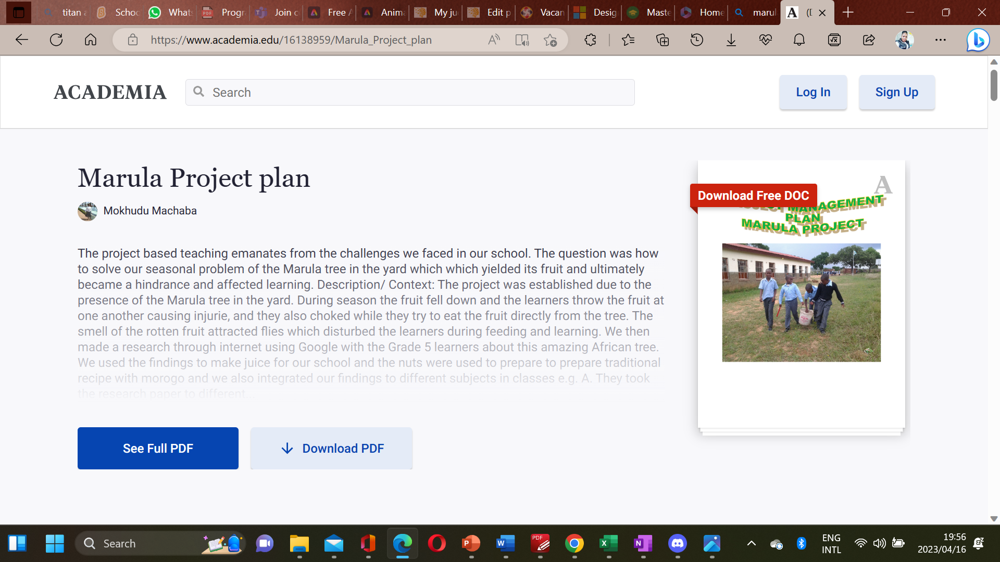 titan
Schoo
What
Progr
Join c
Free
Anima
My ju
Edit p
Vacan
Desig
Maste
Home
marul
https://www.academia.edu/16138959/Marula_Project_plan
ACADEMIA
Search
Log In
Sign Up
Marula Project plan
Mokhudu Machaba
The project based teaching emanates from the challenges we faced in our school. The question was how
to solve our seasonal problem of the Marula tree in the yard which which yielded its fruit and ultimately
became a hindrance and affected learning. Description/ Context: The project was established due to the
presence of the Marula tree in the yard. During season the fruit fell down and the learners throw the fruit at
one another causing injurie, and they also choked while they try to eat the fruit directly from the tree. The
smell of the rotten fruit attracted flies which disturbed the learners during feeding and learning. We then
made a research through internet using Google with the Grade 5 learners about this amazing African tree.
We used the findings to make juice for our school and the nuts were used to prepare to prepare traditional
recipe with morogo and we also integrated our findings to different subjects in classes e.g. A. They took
the research paper to different...
See Full PDF
Download PDF
A
Download Free DOC
MANAGEMENT
PLAN
MARULA PROJECT
Search
PDF
ENG
INTL
19:56
2023/04/16